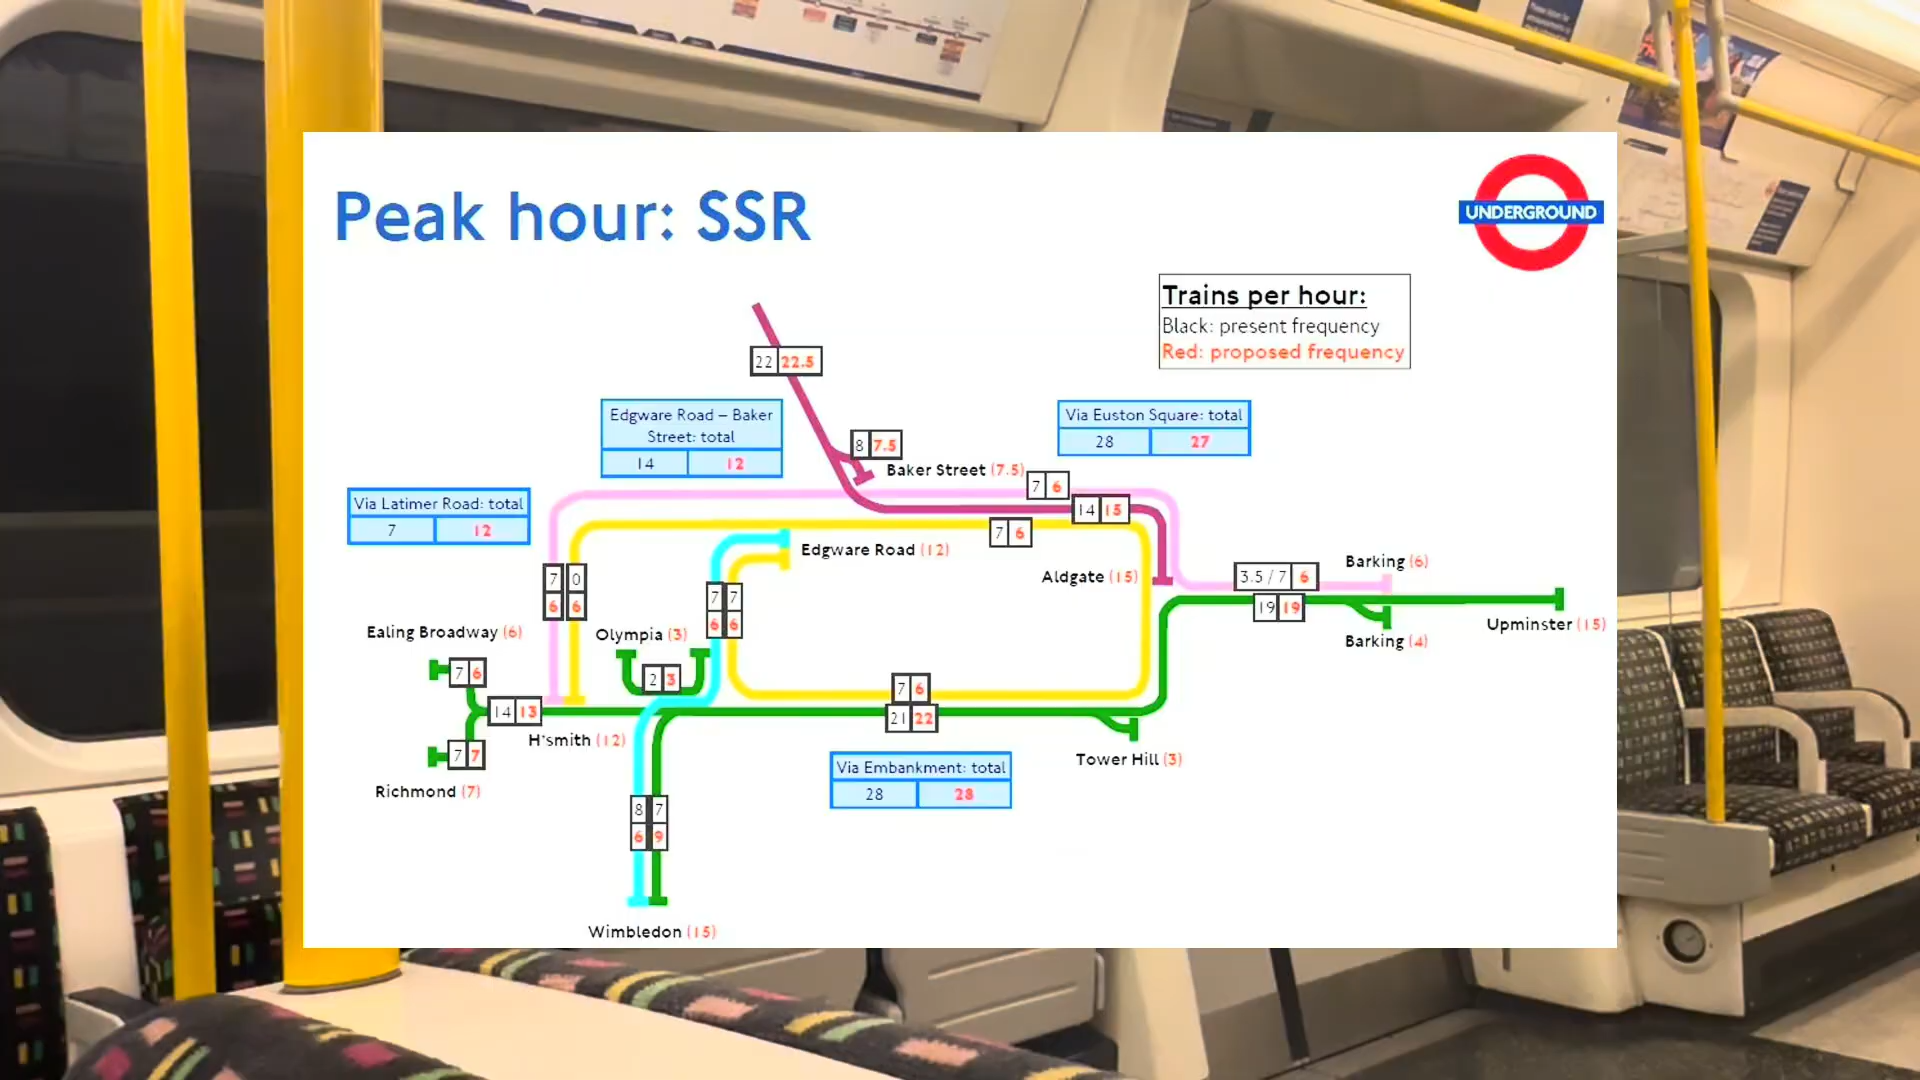 Peak hour: SSR
UNDERGROUND
Trains per hour:
Black: present frequency
Red: proposed frequency
22 22.5
Edgware Road – Baker
Street: total
14 12
Via Euston Square: total
28 27
8 7.5
Baker Street (7.5)
7 6
Via Latimer Road: total
7 12
14 15
7 6
Edgware Road (12)
Aldgate (15)
Barking (6)
3.5 / 7 6
7 0
6 6
7 7
6 6
19 19
Upminster (15)
Barking (4)
Ealing Broadway (6)
Olympia (3)
7 6
2 3
7 6
14 13
21 22
H'smith (12)
Tower Hill (3)
7 7
Richmond (7)
Via Embankment: total
28 28
8 7
6 9
Wimbledon (15)